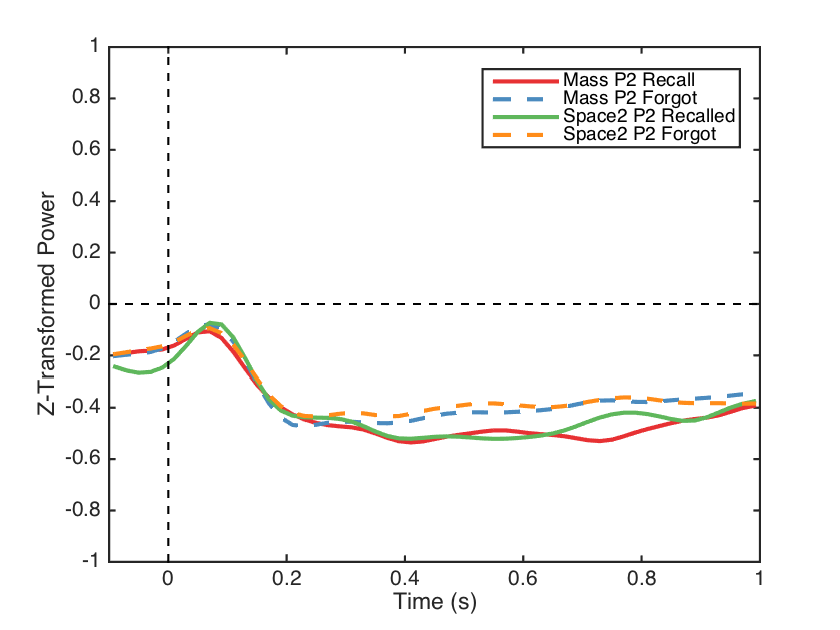 1
0.8
0.6
0.4
0.2
0
-0.2
-0.4
-0.6
-0.8
-1
Z-Transformed Power
Mass P2 Recall
Mass P2 Forgot
Space2 P2 Recalled
Space2 P2 Forgot
0 0.2 0.4 0.6 0.8 1
Time (s)